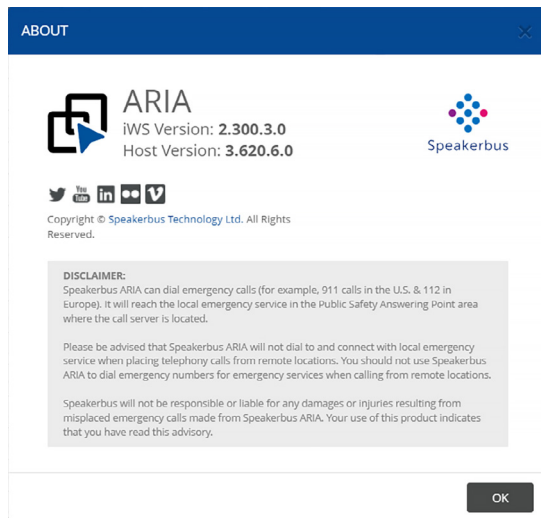 ABOUT
ARIA
iWS Version: 2.300.3.0
Host Version: 3.620.6.0
Speakerbus
You
Tube
in
Copyright © Speakerbus Technology Ltd. All Rights
Reserved.
DISCLAIMER:
Speakerbus ARIA can dial emergency calls (for example, 911 calls in the U.S. & 112 in
Europe). It will reach the local emergency service in the Public Safety Answering Point area
where the call server is located.
Please be advised that Speakerbus ARIA will not dial to and connect with local emergency
service when placing telephony calls from remote locations. You should not use Speakerbus
ARIA to dial emergency numbers for emergency services when calling from remote locations.
Speakerbus will not be responsible or liable for any damages or injuries resulting from
misplaced emergency calls made from Speakerbus ARIA. Your use of this product indicates
that you have read this advisory.
OK